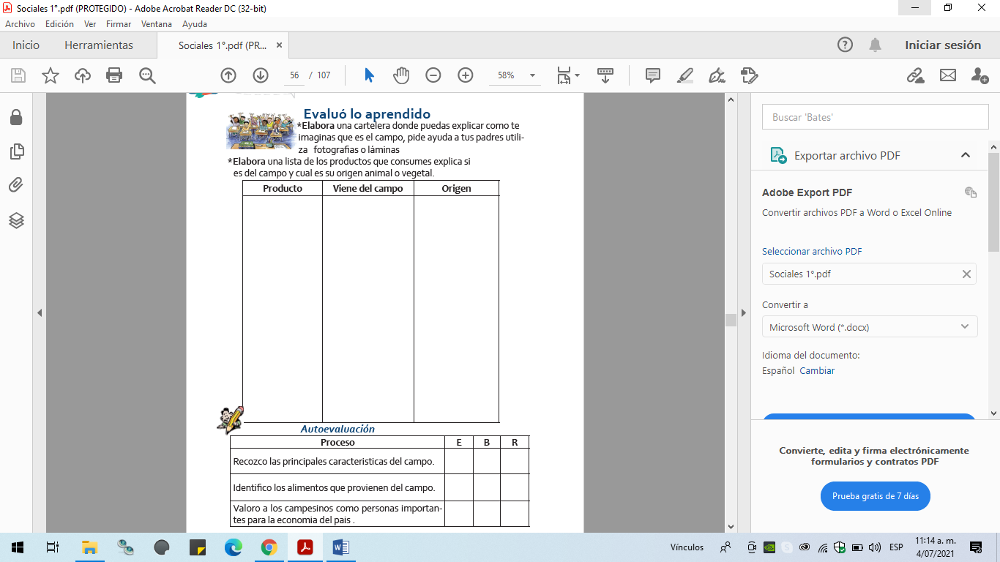 Sociales 1°.pdf (PROTEGIDO) - Adobe Acrobat Reader DC (32-bit)
Archivo Edición Ver Firmar Ventana Ayuda
Inicio Herramientas Sociales 1°.pdf (PR... Iniciar sesión
56 / 107 58%
Evaluó lo aprendido
*Elabora una cartelera donde puedas explicar como te
imaginas que es el campo, pide ayuda a tus padres utili-
za fotografias o láminas
*Elabora una lista de los productos que consumes explica si
es del campo y cual es su origen animal o vegetal.
Producto Viene del campo Origen
Autoevaluación
Proceso E B R
Recozco las principales caracteristicas del campo.
Identifico los alimentos que provienen del campo.
Valoro a los campesinos como personas importan-
tes para la economia del pais .
Buscar 'Bates'
Exportar archivo PDF
Adobe Export PDF
Convertir archivos PDF a Word o Excel Online
Seleccionar archivo PDF
Sociales 1°.pdf
Convertir a
Microsoft Word (*.docx)
Idioma del documento:
Español Cambiar
Convierte, edita y firma electrónicamente
formularios y contratos PDF
Prueba gratis de 7 días
Vínculos ESP 11:14 a. m.
4/07/2021